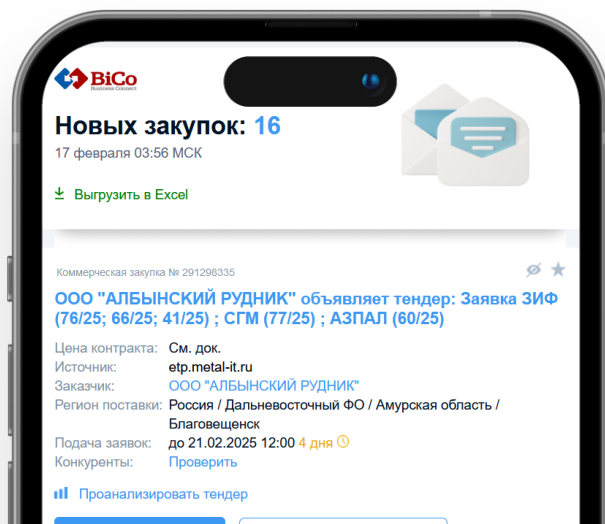 BiCo
Business Connect
Новых закупок: 16
17 февраля 03:56 МСК
Выгрузить в Excel
Коммерческая закупка № 291298335
ООО "АЛБЫНСКИЙ РУДНИК" объявляет тендер: Заявка ЗИФ
(76/25; 66/25; 41/25) ; СГМ (77/25) ; АЗПАЛ (60/25)
Цена контракта: См. док.
Источник: etp.metal-it.ru
Заказчик: ООО "АЛБЫНСКИЙ РУДНИК"
Регион поставки: Россия / Дальневосточный ФО / Амурская область /
Благовещенск
Подача заявок: до 21.02.2025 12:00 4 дня
Конкуренты: Проверить
Проанализировать тендер